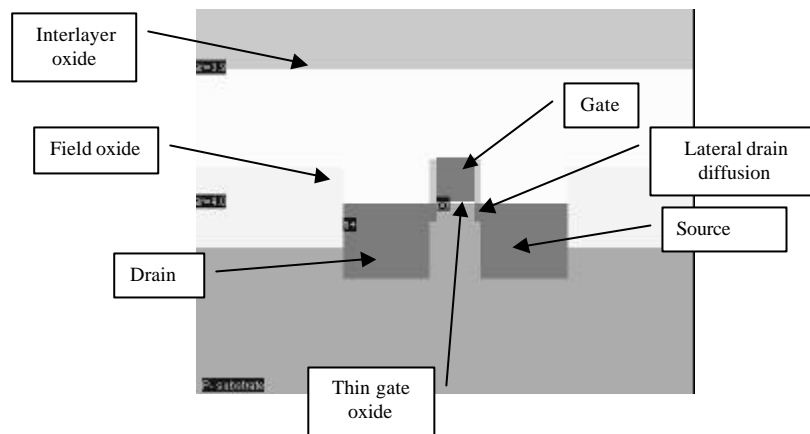 Interlayer
oxide
Gate
Field oxide
Lateral drain
diffusion
Source
Drain
Thin gate
oxide
n+
P-substrate